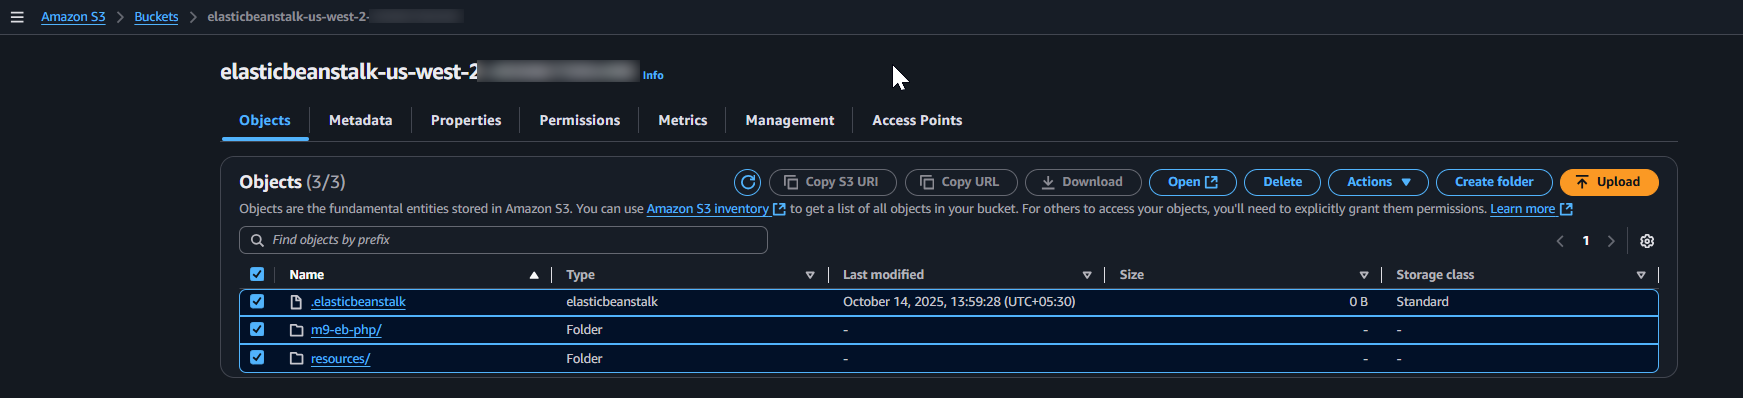 Amazon S3 > Buckets > elasticbeanstalk-us-west-2-
elasticbeanstalk-us-west-2 Info
Objects Metadata Properties Permissions Metrics Management Access Points
Objects (3/3) Copy S3 URI Copy URL Download Open Delete Actions Create folder Upload
Objects are the fundamental entities stored in Amazon S3. You can use Amazon S3 inventory to get a list of all objects in your bucket. For others to access your objects, you'll need to explicitly grant them permissions. Learn more
Find objects by prefix 1
Name Type Last modified Size Storage class
.elasticbeanstalk elasticbeanstalk October 14, 2025, 13:59:28 (UTC+05:30) 0 B Standard
m9-eb-php/ Folder - - -
resources/ Folder - - -